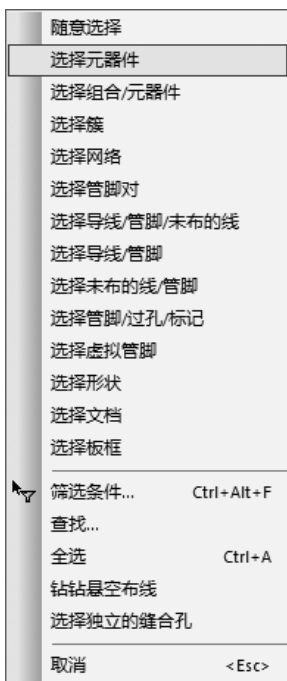 随意选择
选择元器件
选择组合/元器件
选择簇
选择网络
选择管脚对
选择导线/管脚/未布的线
选择导线/管脚
选择未布的线/管脚
选择管脚/过孔/标记
选择虚拟管脚
选择形状
选择文档
选择板框
筛选条件... Ctrl+Alt+F
查找...
全选 Ctrl+A
钻钻悬空布线
选择独立的缝合孔
取消 <Esc>